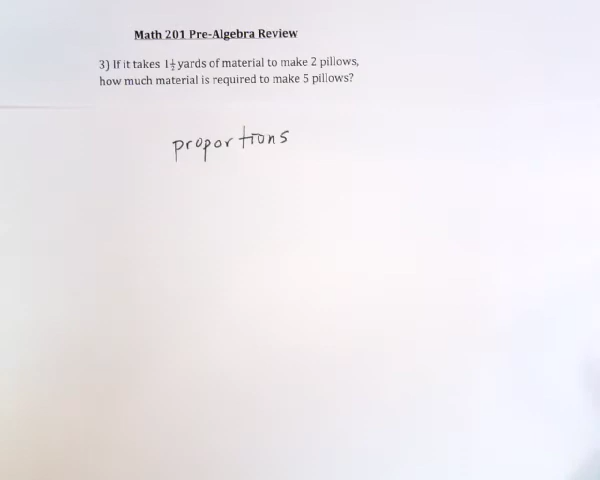 Math 201 Pre-Algebra Review
3) If it takes 1½ yards of material to make 2 pillows,
how much material is required to make 5 pillows?
proportions